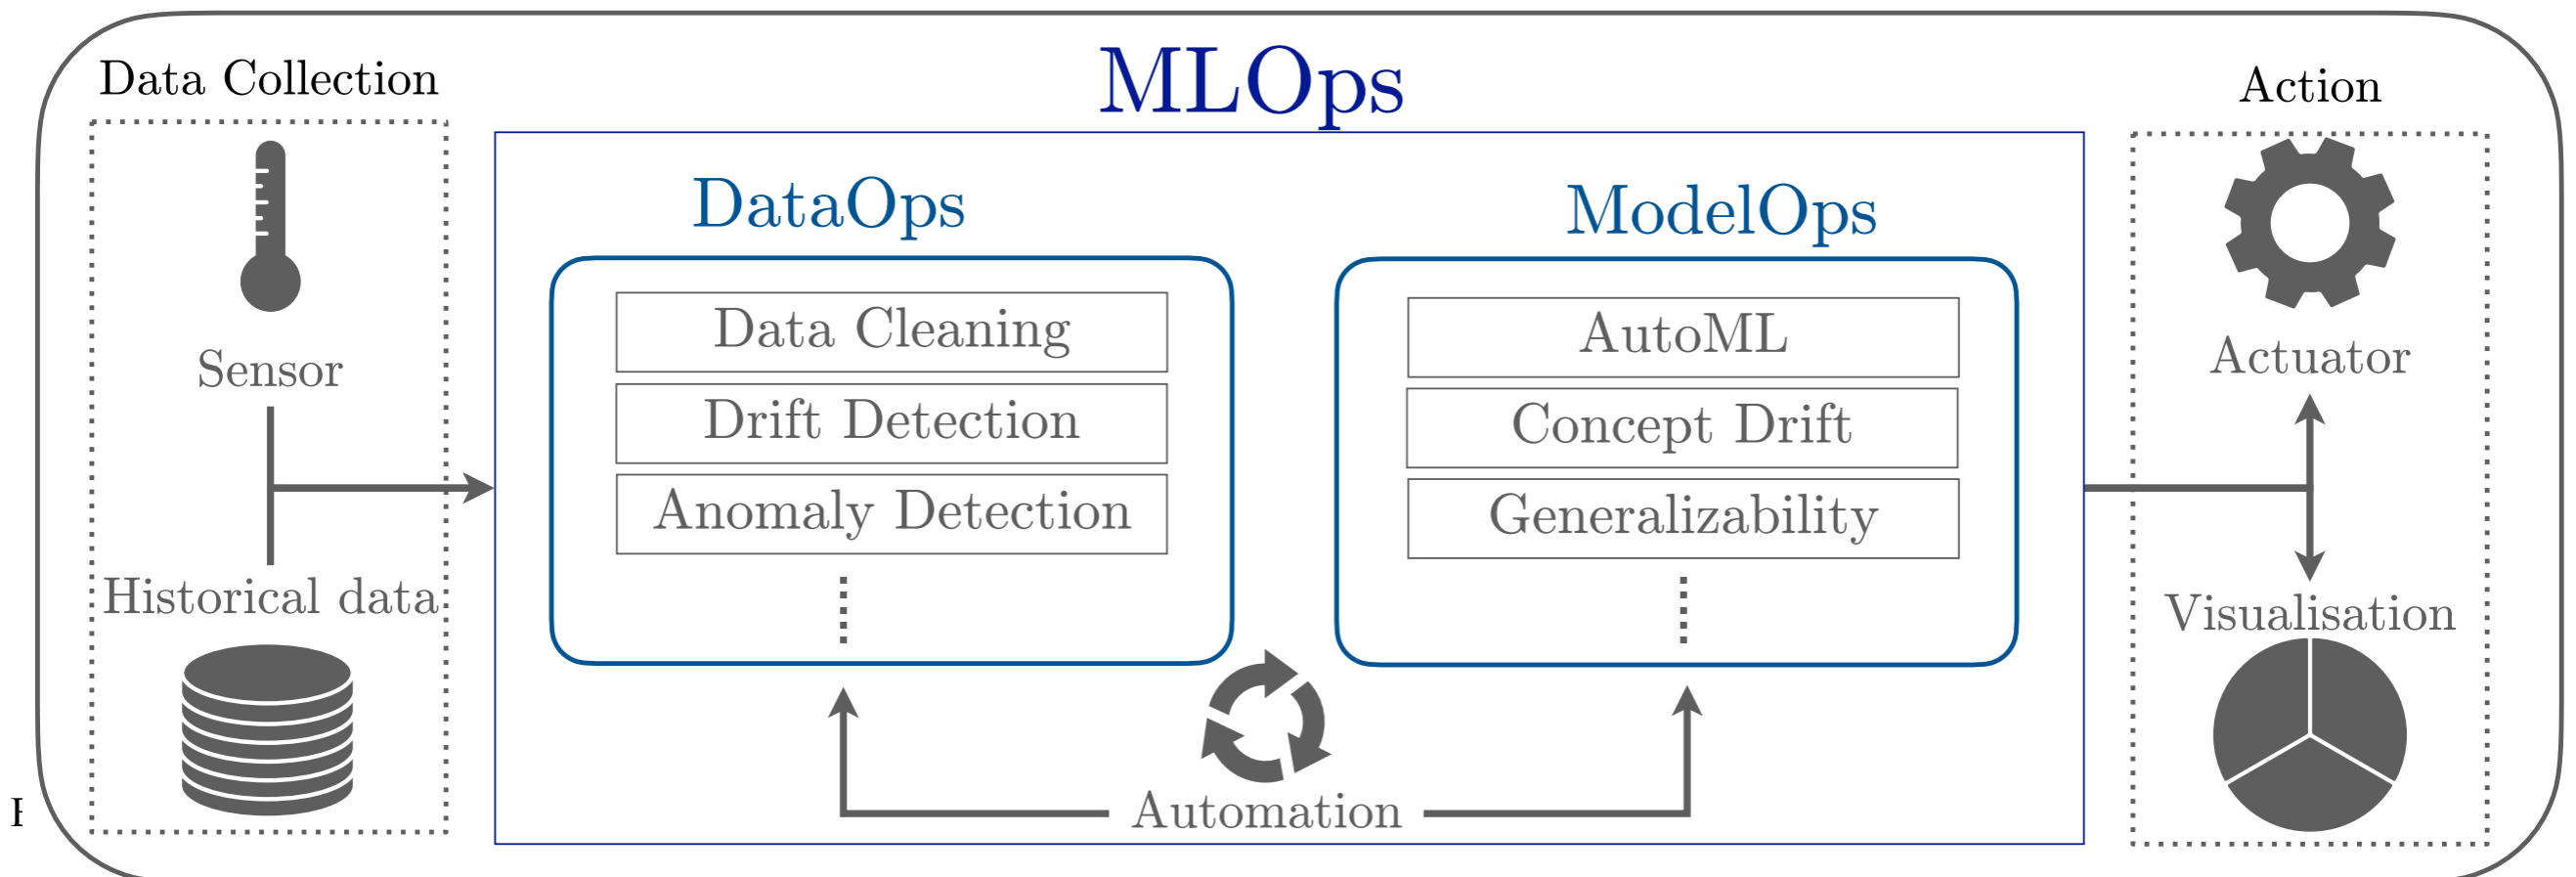 Data Collection
Sensor
Historical data
MLOps
DataOps
Data Cleaning
Drift Detection
Anomaly Detection
ModelOps
AutoML
Concept Drift
Generalizability
Automation
Action
Actuator
Visualisation